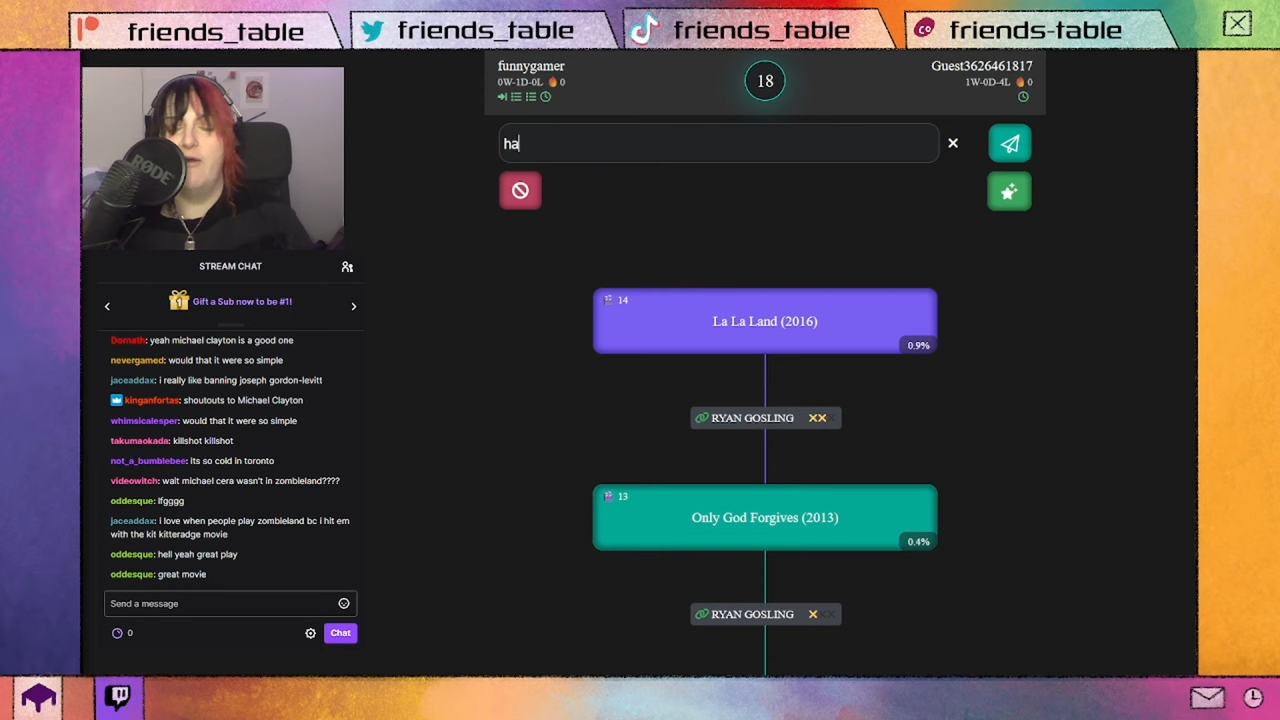 friends_table
friends_table
friends_table
friends-table
RØDE
funnygamer
0W-1D-0L 0
18
Guest3626461817
1W-0D-4L 0
ha
STREAM CHAT
1 Gift a Sub now to be #1!
Domath: yeah michael clayton is a good one
nevergamed: would that it were so simple
jaceaddax: i really like banning joseph gordon-levitt
kinganfortas: shoutouts to Michael Clayton
whimsicalesper: would that it were so simple
takumaokada: killshot killshot
not_a_bumblebee: its so cold in toronto
videowitch: wait michael cera wasn't in zombieland????
oddesque: lfgggg
jaceaddax: i love when people play zombieland bc i hit em
with the kit kitteradge movie
oddesque: hell yeah great play
oddesque: great movie
Send a message
0
Chat
14
La La Land (2016)
0.9%
RYAN GOSLING
13
Only God Forgives (2013)
0.4%
RYAN GOSLING